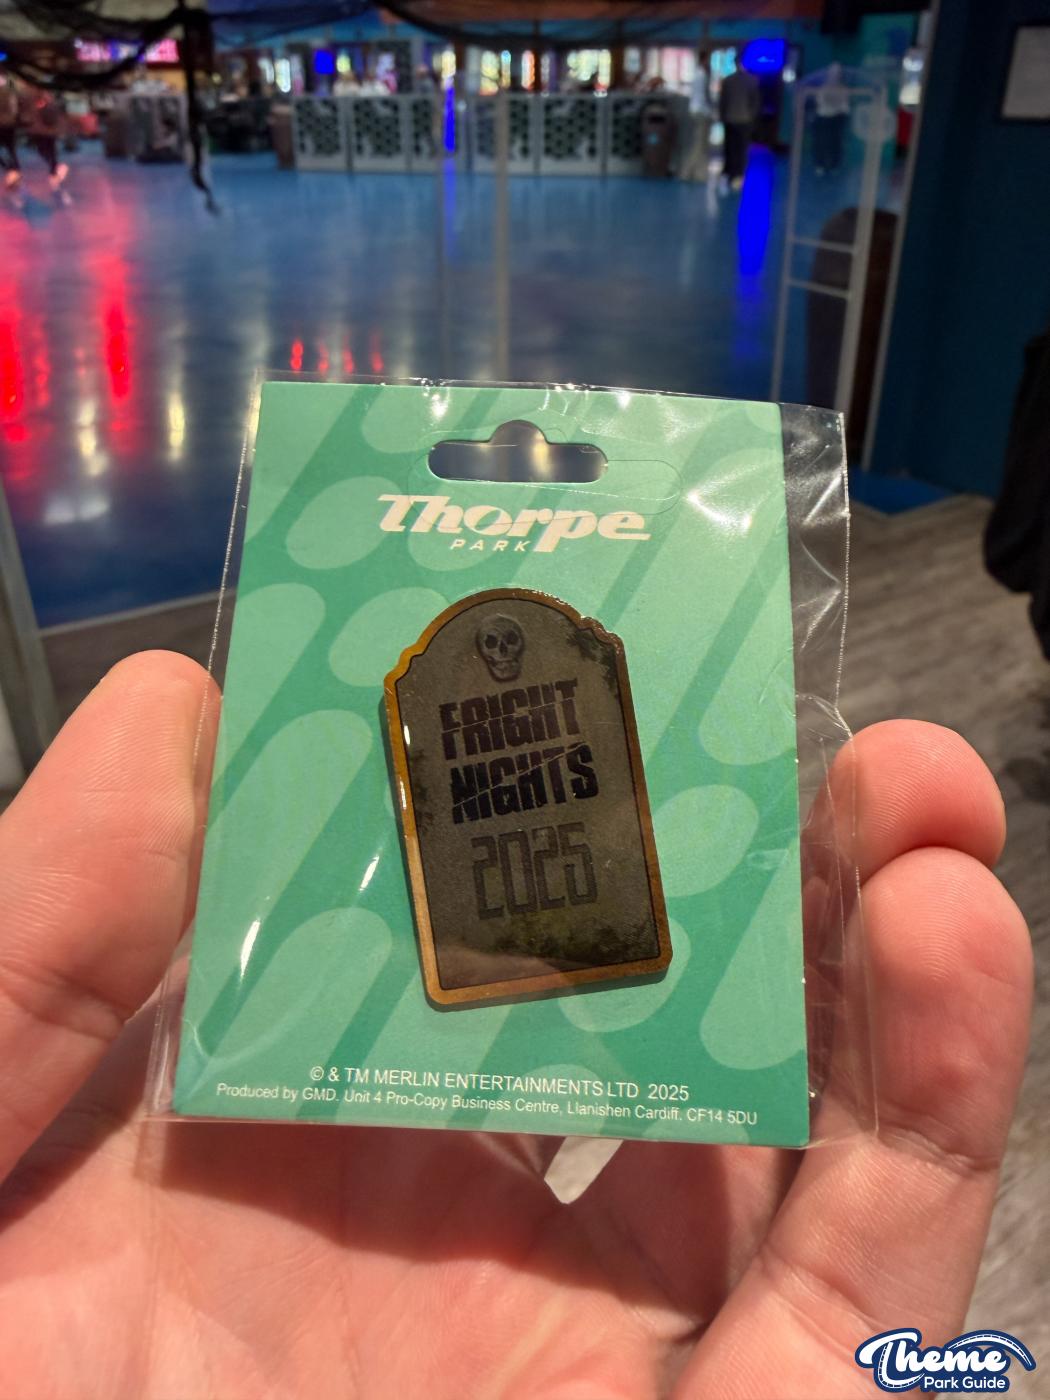 Thorpe
PARK
FRIGHT
NIGHTS
2025
© & TM MERLIN ENTERTAINMENTS LTD 2025
Produced by GMD. Unit 4 Pro-Copy Business Centre, Llanishen Cardiff. CF14 5DU
Theme
Park Guide